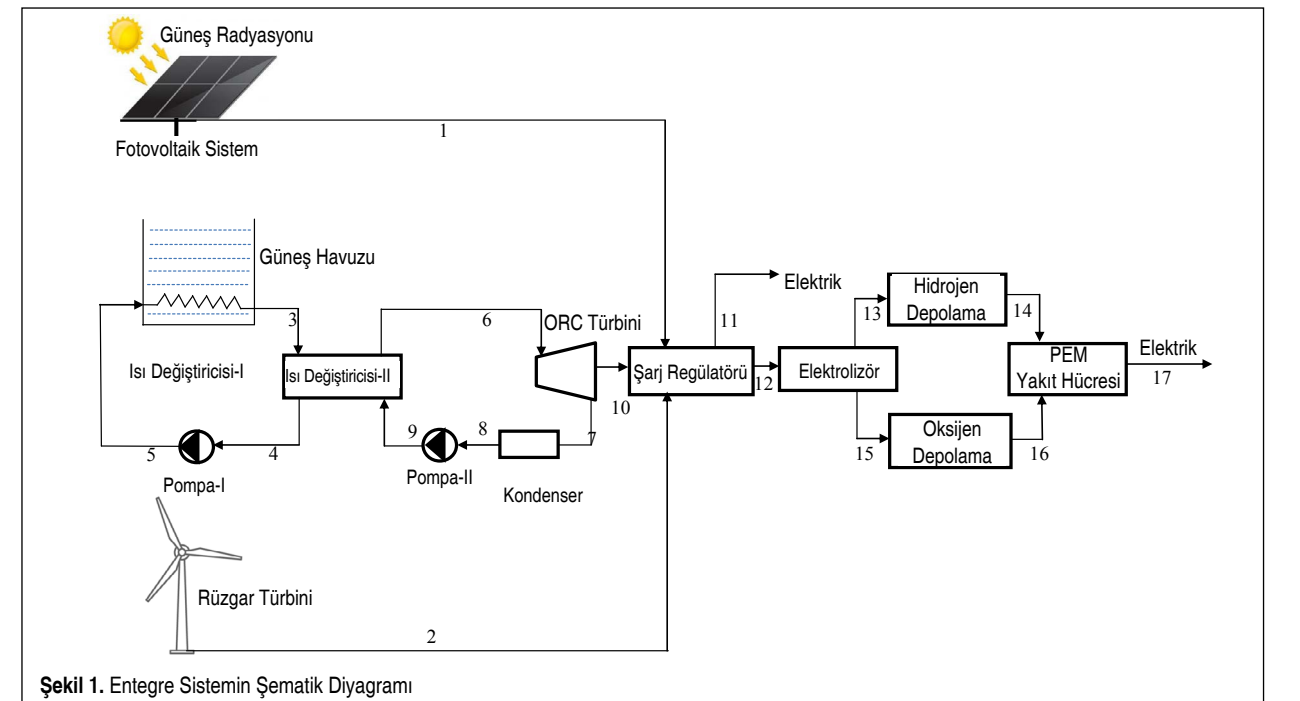 Güneş Radyasyonu
1
Fotovoltaik Sistem
Güneş Havuzu
Elektrik
Hidrojen
Depolama
3
6
ORC Türbini
11
13
14
Isı Değiştiricisi-I
Isı Değiştiricisi-II
Şarj Regülatörü
12
Elektrolizör
PEM
Yakıt Hücresi
Elektrik
17
10
5
4
9
8
7
15
Oksijen
Depolama
16
Pompa-I
Pompa-II
Kondenser
Rüzgar Türbini
2
Şekil 1. Entegre Sistemin Şematik Diyagramı